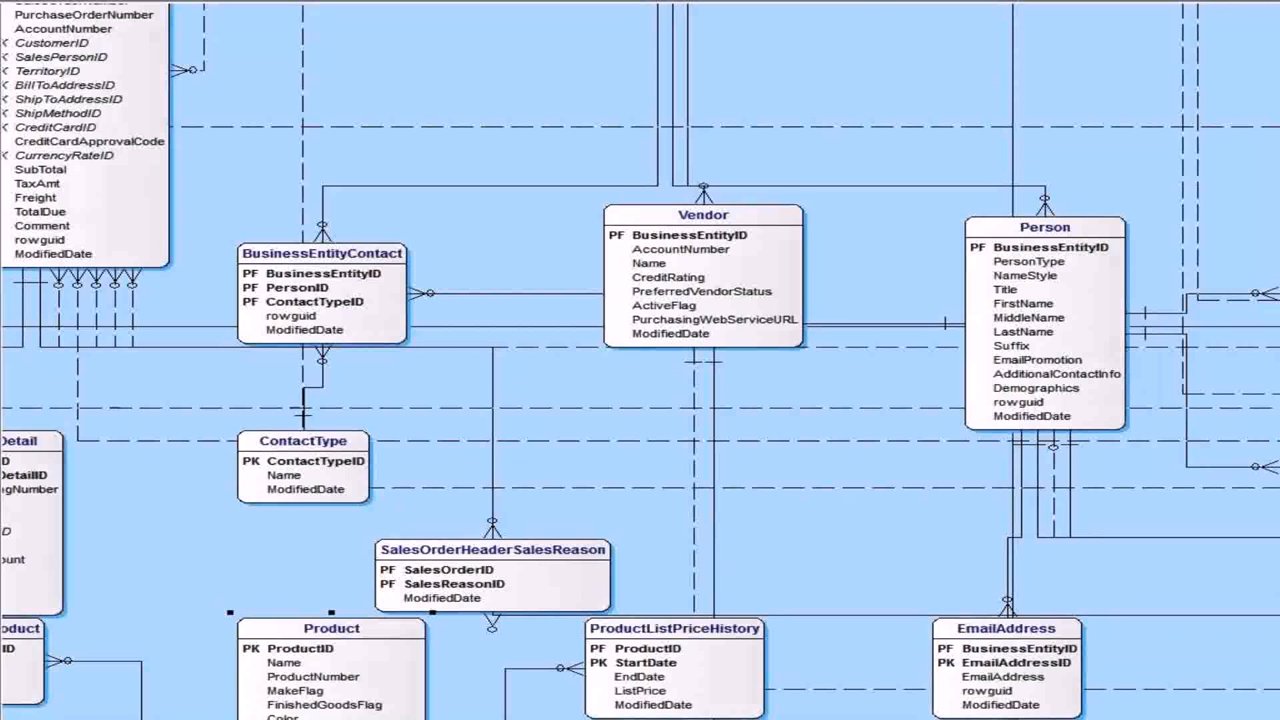 PurchaseOrderNumber
AccountNumber
CustomerID
SalesPersonID
TerritoryID
BillToAddressID
ShipToAddressID
ShipMethodID
CreditCardID
CreditCardApprovalCode
CurrencyRateID
SubTotal
TaxAmt
Freight
TotalDue
Comment
rowguid
ModifiedDate
BusinessEntityContact
PF BusinessEntityID
PF PersonID
PF ContactTypeID
rowguid
ModifiedDate
Vendor
PF BusinessEntityID
AccountNumber
Name
CreditRating
PreferredVendorStatus
ActiveFlag
PurchasingWebServiceURL
ModifiedDate
Person
PF BusinessEntityID
PersonType
NameStyle
Title
FirstName
MiddleName
LastName
Suffix
EmailPromotion
AdditionalContactInfo
Demographics
rowguid
ModifiedDate
Detail
D
DetailID
gNumber
D
ount
ContactType
PK ContactTypeID
Name
ModifiedDate
SalesOrderHeaderSalesReason
PF SalesOrderID
PF SalesReasonID
ModifiedDate
oduct
ID
Product
PK ProductID
Name
ProductNumber
MakeFlag
FinishedGoodsFlag
Color
ProductListPriceHistory
PF ProductID
PK StartDate
EndDate
ListPrice
ModifiedDate
EmailAddress
PF BusinessEntityID
PK EmailAddressID
EmailAddress
rowguid
ModifiedDate